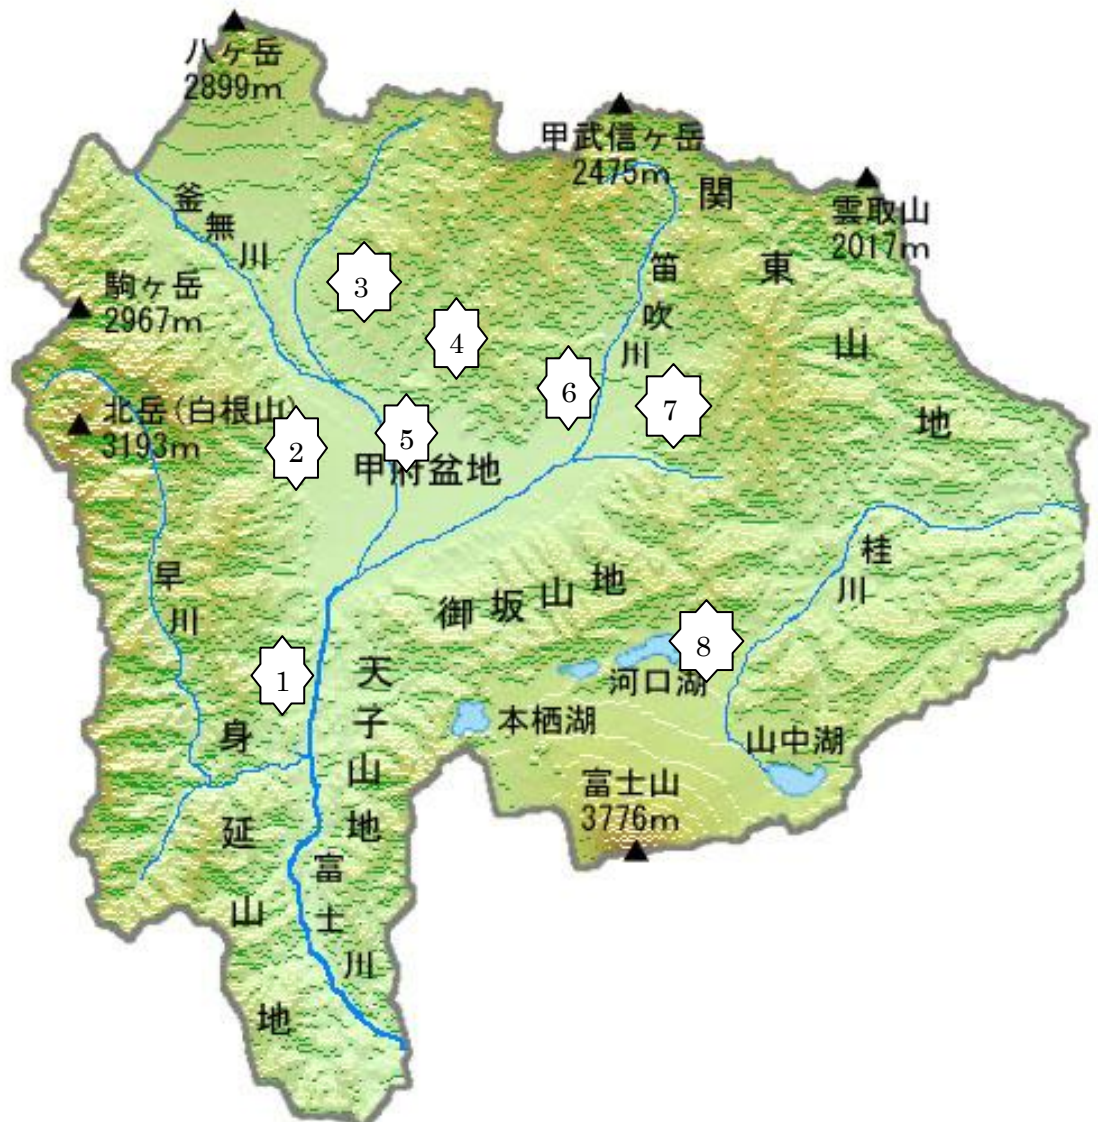 八ヶ岳
2899m
甲武信ヶ岳
2475m
関東山地
雲取山
2017m
釜無川
笛吹川
駒ヶ岳
2967m
3
4
6
7
北岳(白根山)
3193m
2
5
甲府盆地
早川
桂川
御坂山地
1
8
天子山地
河口湖
本栖湖
山中湖
身延山地
富士山
3776m
富士川